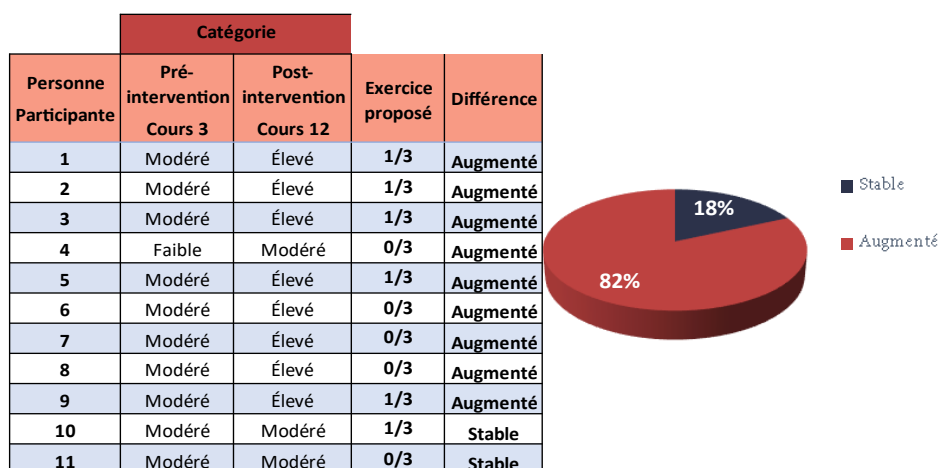 Catégorie
Personne Participante Pré-intervention Cours 3 Post-intervention Cours 12 Exercice proposé Différence
1 Modéré Élevé 1/3 Augmenté
2 Modéré Élevé 1/3 Augmenté
3 Modéré Élevé 1/3 Augmenté
4 Faible Modéré 0/3 Augmenté
5 Modéré Élevé 1/3 Augmenté
6 Modéré Élevé 0/3 Augmenté
7 Modéré Élevé 0/3 Augmenté
8 Modéré Élevé 0/3 Augmenté
9 Modéré Élevé 1/3 Augmenté
10 Modéré Modéré 1/3 Stable
11 Modéré Modéré 0/3 Stable
18%
82%
Stable
Augmenté